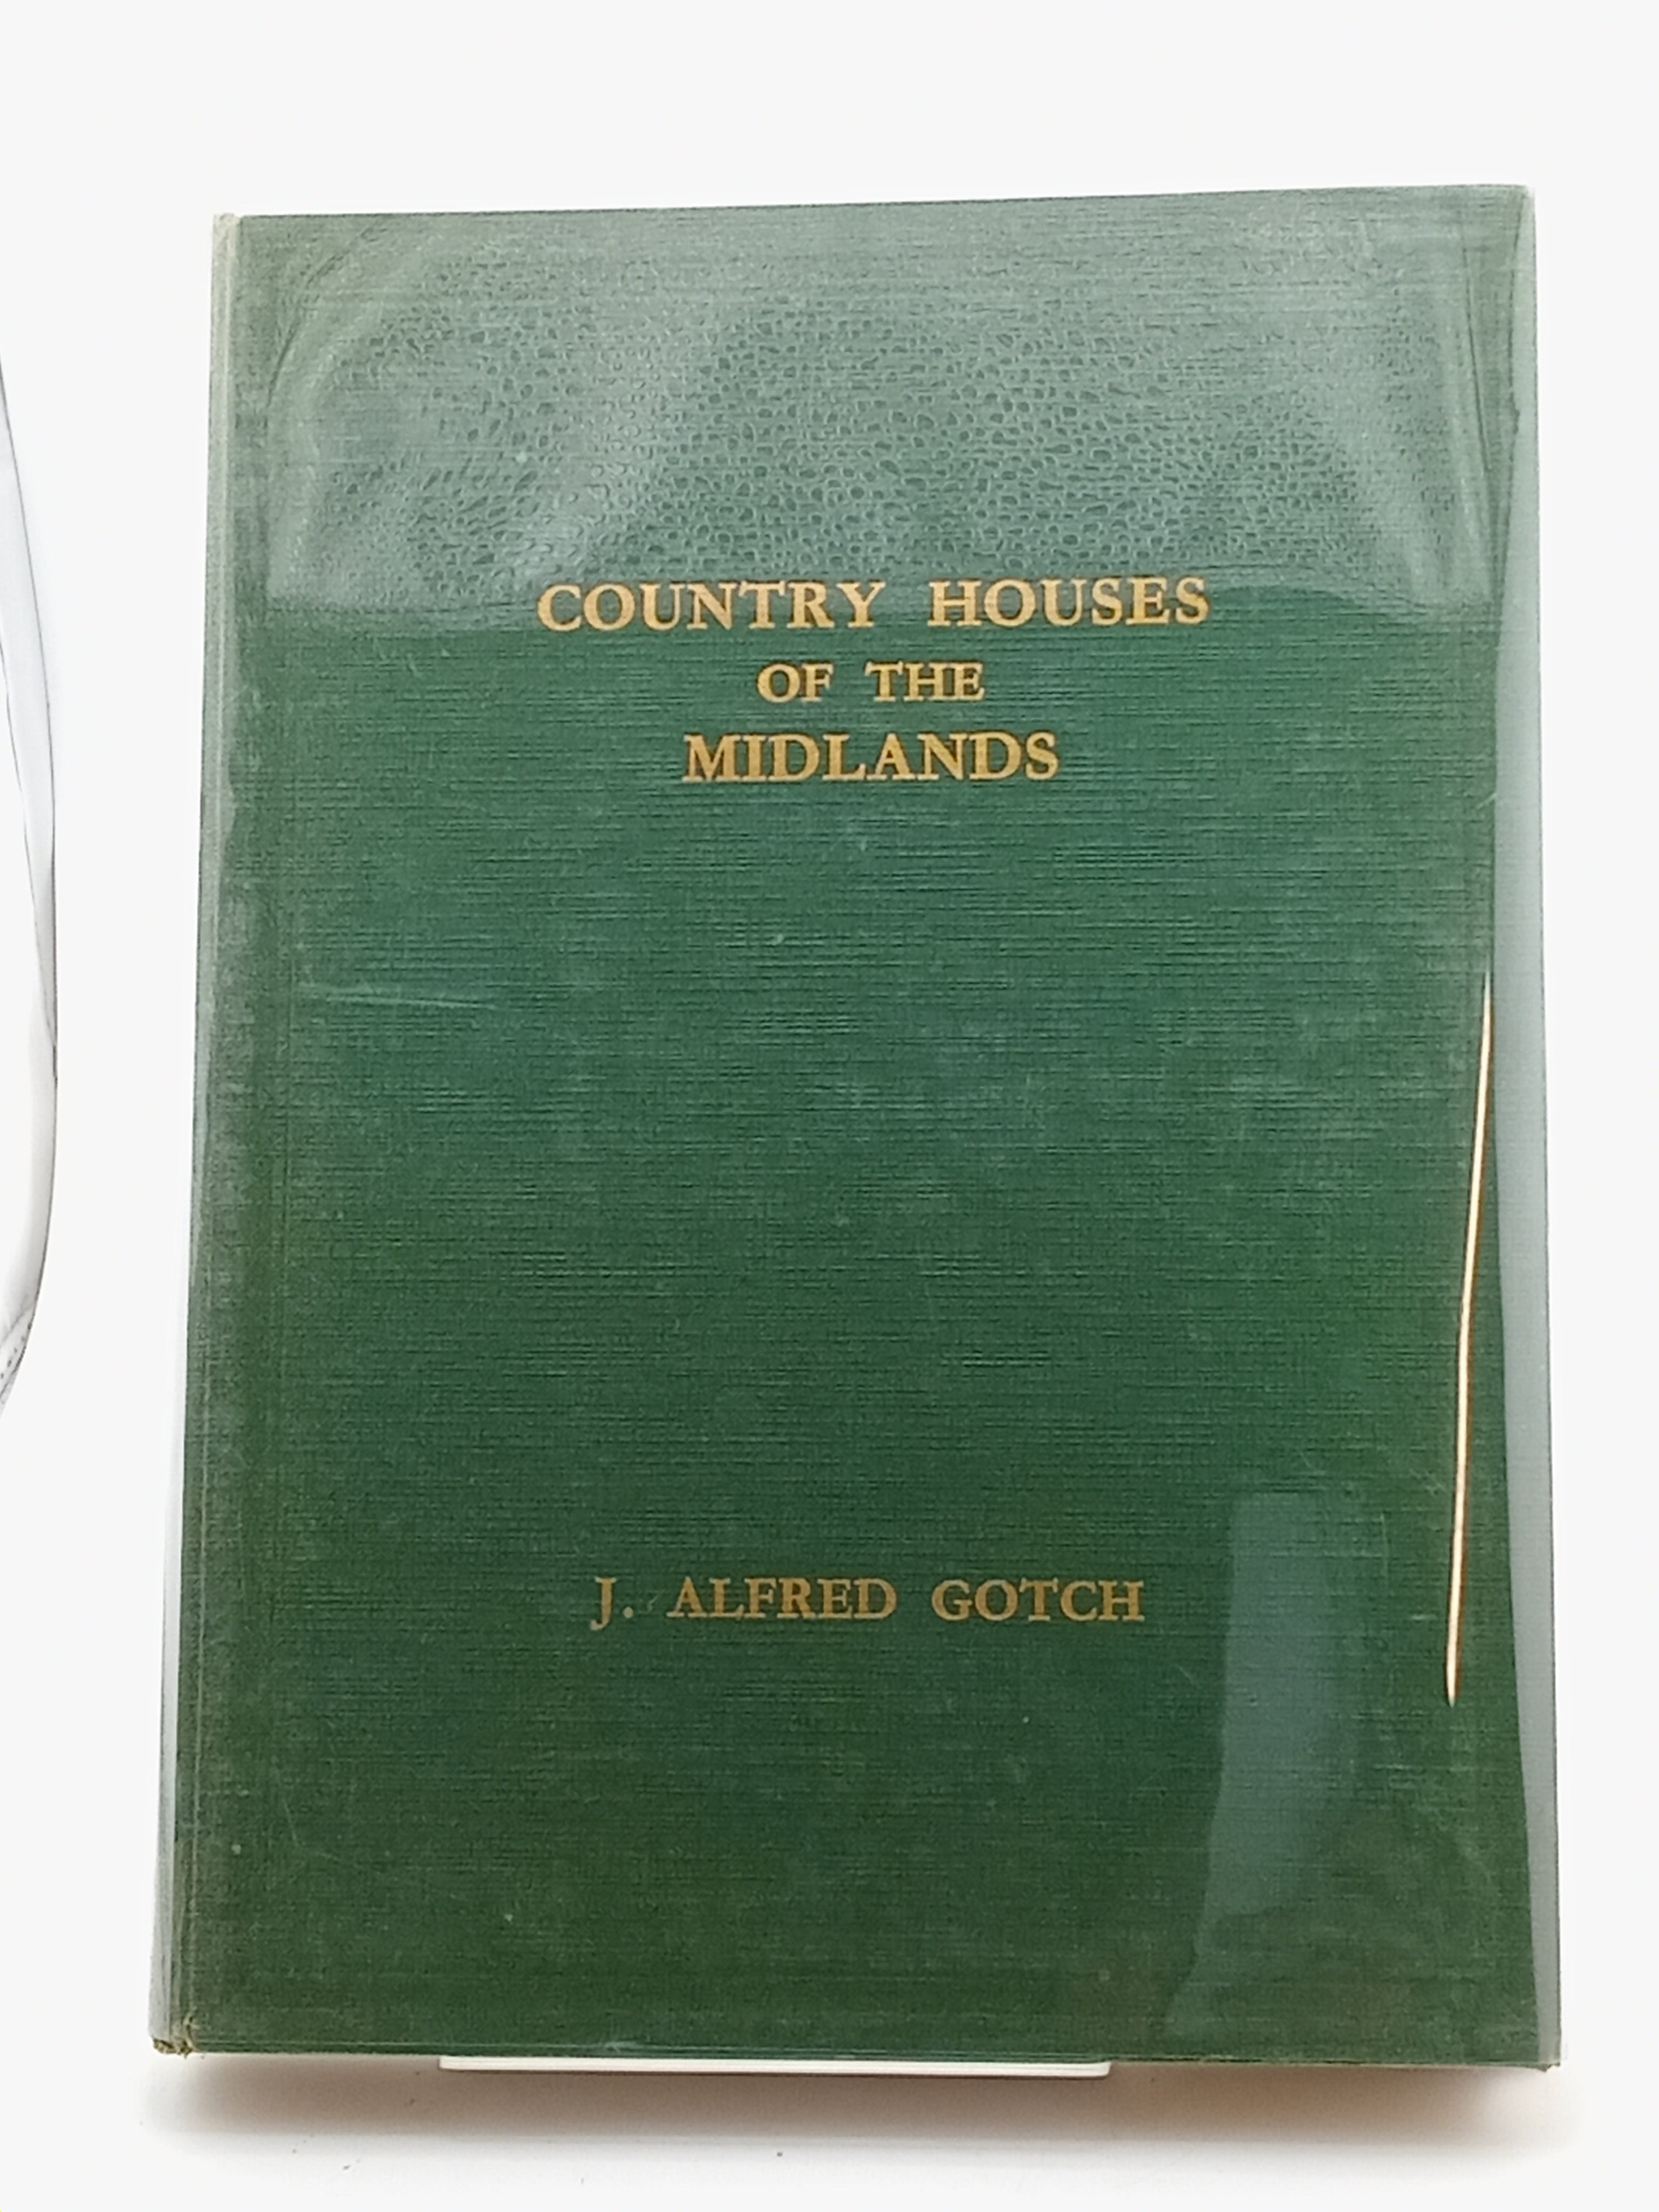 COUNTRY HOUSES
OF THE
MIDLANDS
J. ALFRED GOTCH